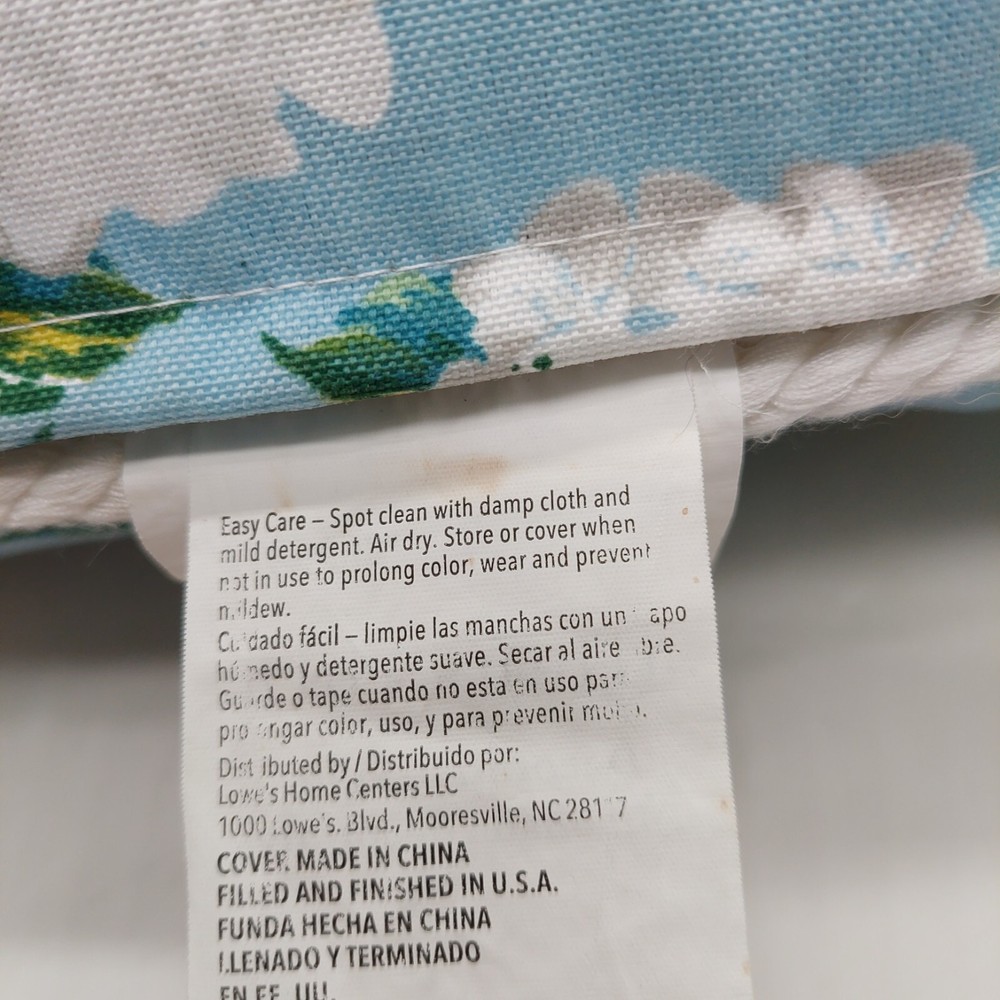 Easy Care – Spot clean with damp cloth and
mild detergent. Air dry. Store or cover when
not in use to prolong color, wear and prevent
mildew.
Cuidado fácil – limpie las manchas con un
húmedo y detergente suave. Secar al aire
Guarde o tape cuando no esta en uso para
prolongar color, uso, y para prevenir
Distributed by / Distribuido por:
Lowe's Home Centers LLC
1000 Lowe's. Blvd., Mooresville, NC
COVER MADE IN CHINA
FILLED AND FINISHED IN U.S.A.
FUNDA HECHA EN CHINA
LLENADO Y TERMINADO
EN EE. UU.